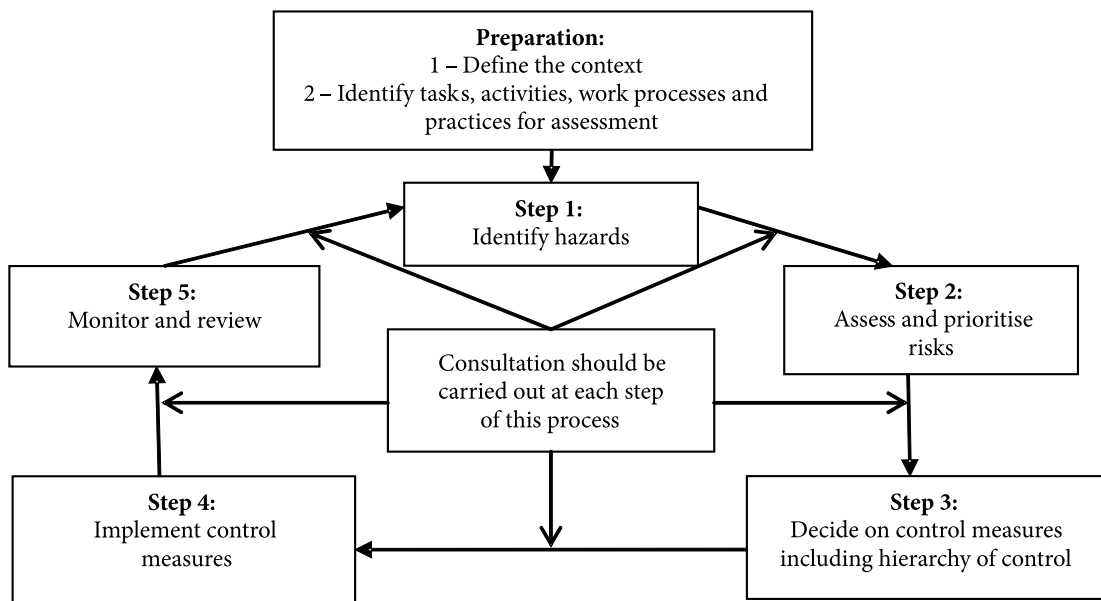 Preparation:
1 – Define the context
2 – Identify tasks, activities, work processes and
practices for assessment
Step 1:
Identify hazards
Step 5:
Monitor and review
Step 2:
Assess and prioritise
risks
Consultation should be
carried out at each step
of this process
Step 4:
Implement control
measures
Step 3:
Decide on control measures
including hierarchy of control